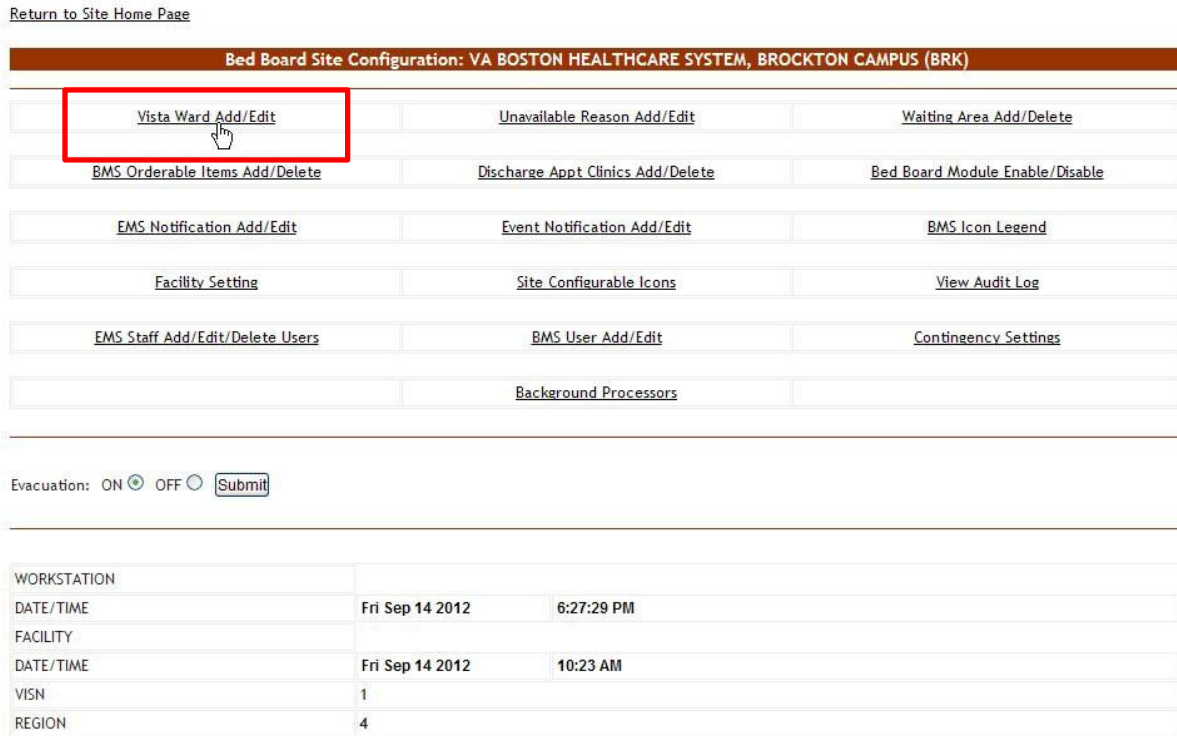 Return to Site Home Page
Bed Board Site Configuration: VA BOSTON HEALTHCARE SYSTEM, BROCKTON CAMPUS (BRK)
Vista Ward Add/Edit Unavailable Reason Add/Edit Waiting Area Add/Delete
BMS Orderable Items Add/Delete Discharge Appt Clinics Add/Delete Bed Board Module Enable/Disable
EMS Notification Add/Edit Event Notification Add/Edit BMS Icon Legend
Facility Setting Site Configurable Icons View Audit Log
EMS Staff Add/Edit/Delete Users BMS User Add/Edit Contingency Settings
Background Processors
Evacuation: ON OFF Submit
WORKSTATION
DATE/TIME Fri Sep 14 2012 6:27:29 PM
FACILITY
DATE/TIME Fri Sep 14 2012 10:23 AM
VISN 1
REGION 4